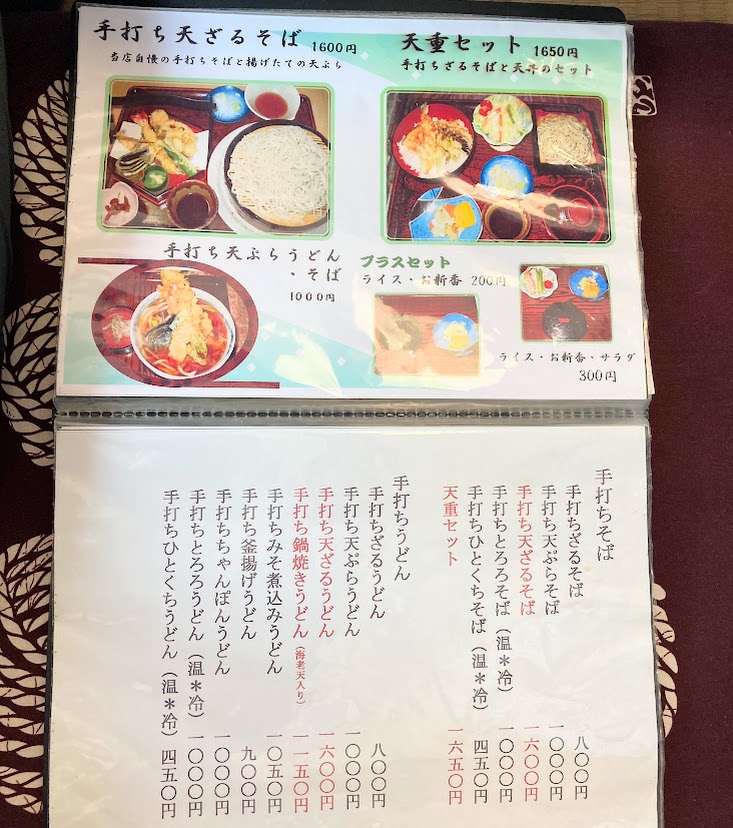 手打ち天ざるそば 1600円
当店自慢の手打ちそばと揚げたての天ぷら
天重セット 1650円
手打ちざるそばと天丼のセット
手打ち天ぷらうどん
・そば
1000円
プラスセット
ライス・お新香 200円
ライス・お新香・サラダ
300円
手打ちそば
手打ちざるそば 八〇〇円
手打ち天ぷらそば 一〇〇〇円
手打ち天ざるそば 一六〇〇円
手打ちとろろそば(温*冷) 一〇〇〇円
手打ちひとくちそば(温*冷) 四五〇円
天重セット 一六五〇円
手打ちうどん
手打ちざるうどん 八〇〇円
手打ち天ぷらうどん 一〇〇〇円
手打ち天ざるうどん 一六〇〇円
手打ち鍋焼きうどん(海老天入り) 一一五〇円
手打ちみそ煮込みうどん 一〇五〇円
手打ち釜揚げうどん 九〇〇円
手打ちちゃんぽんうどん 一〇〇〇円
手打ちとろろうどん(温*冷) 一〇〇〇円
手打ちひとくちうどん(温*冷) 四五〇円